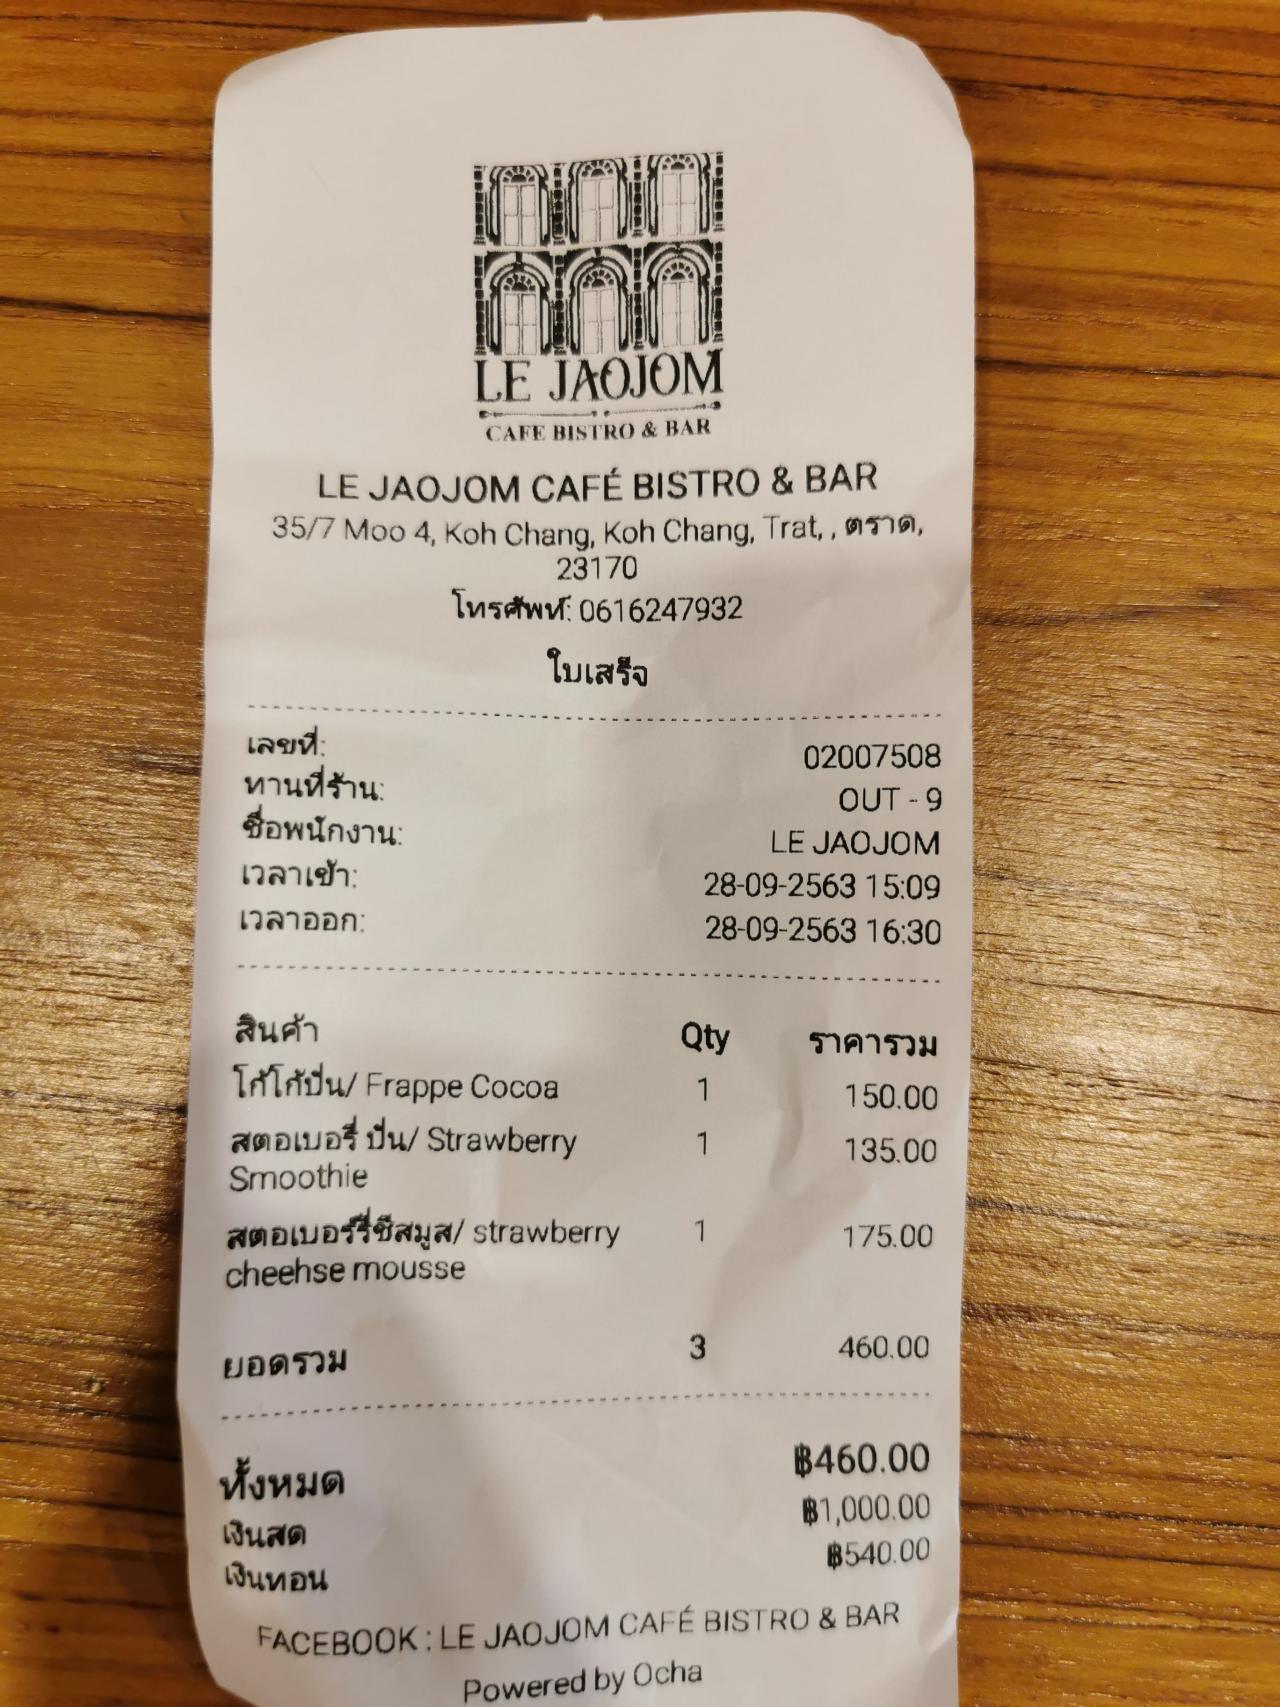 LE JAOJOM
CAFE BISTRO & BAR
LE JAOJOM CAFÉ BISTRO & BAR
35/7 Moo 4, Koh Chang, Koh Chang, Trat, , ตราด,
23170
โทรศัพท์: 0616247932
ใบเสร็จ
เลขที่: 02007508
ทานที่ร้าน: OUT - 9
ชื่อพนักงาน: LE JAOJOM
เวลาเข้า: 28-09-2563 15:09
เวลาออก: 28-09-2563 16:30
สินค้า Qty ราคารวม
โก้โก้ปั่น/ Frappe Cocoa 1 150.00
สตอเบอรี่ ปั่น/ Strawberry 1 135.00
Smoothie
สตอเบอร์รี่ชีสมูส/ strawberry 1 175.00
cheehse mousse
ยอดรวม 3 460.00
ทั้งหมด ฿460.00
เงินสด ฿1,000.00
เงินทอน ฿540.00
FACEBOOK : LE JAOJOM CAFÉ BISTRO & BAR
Powered by Ocha